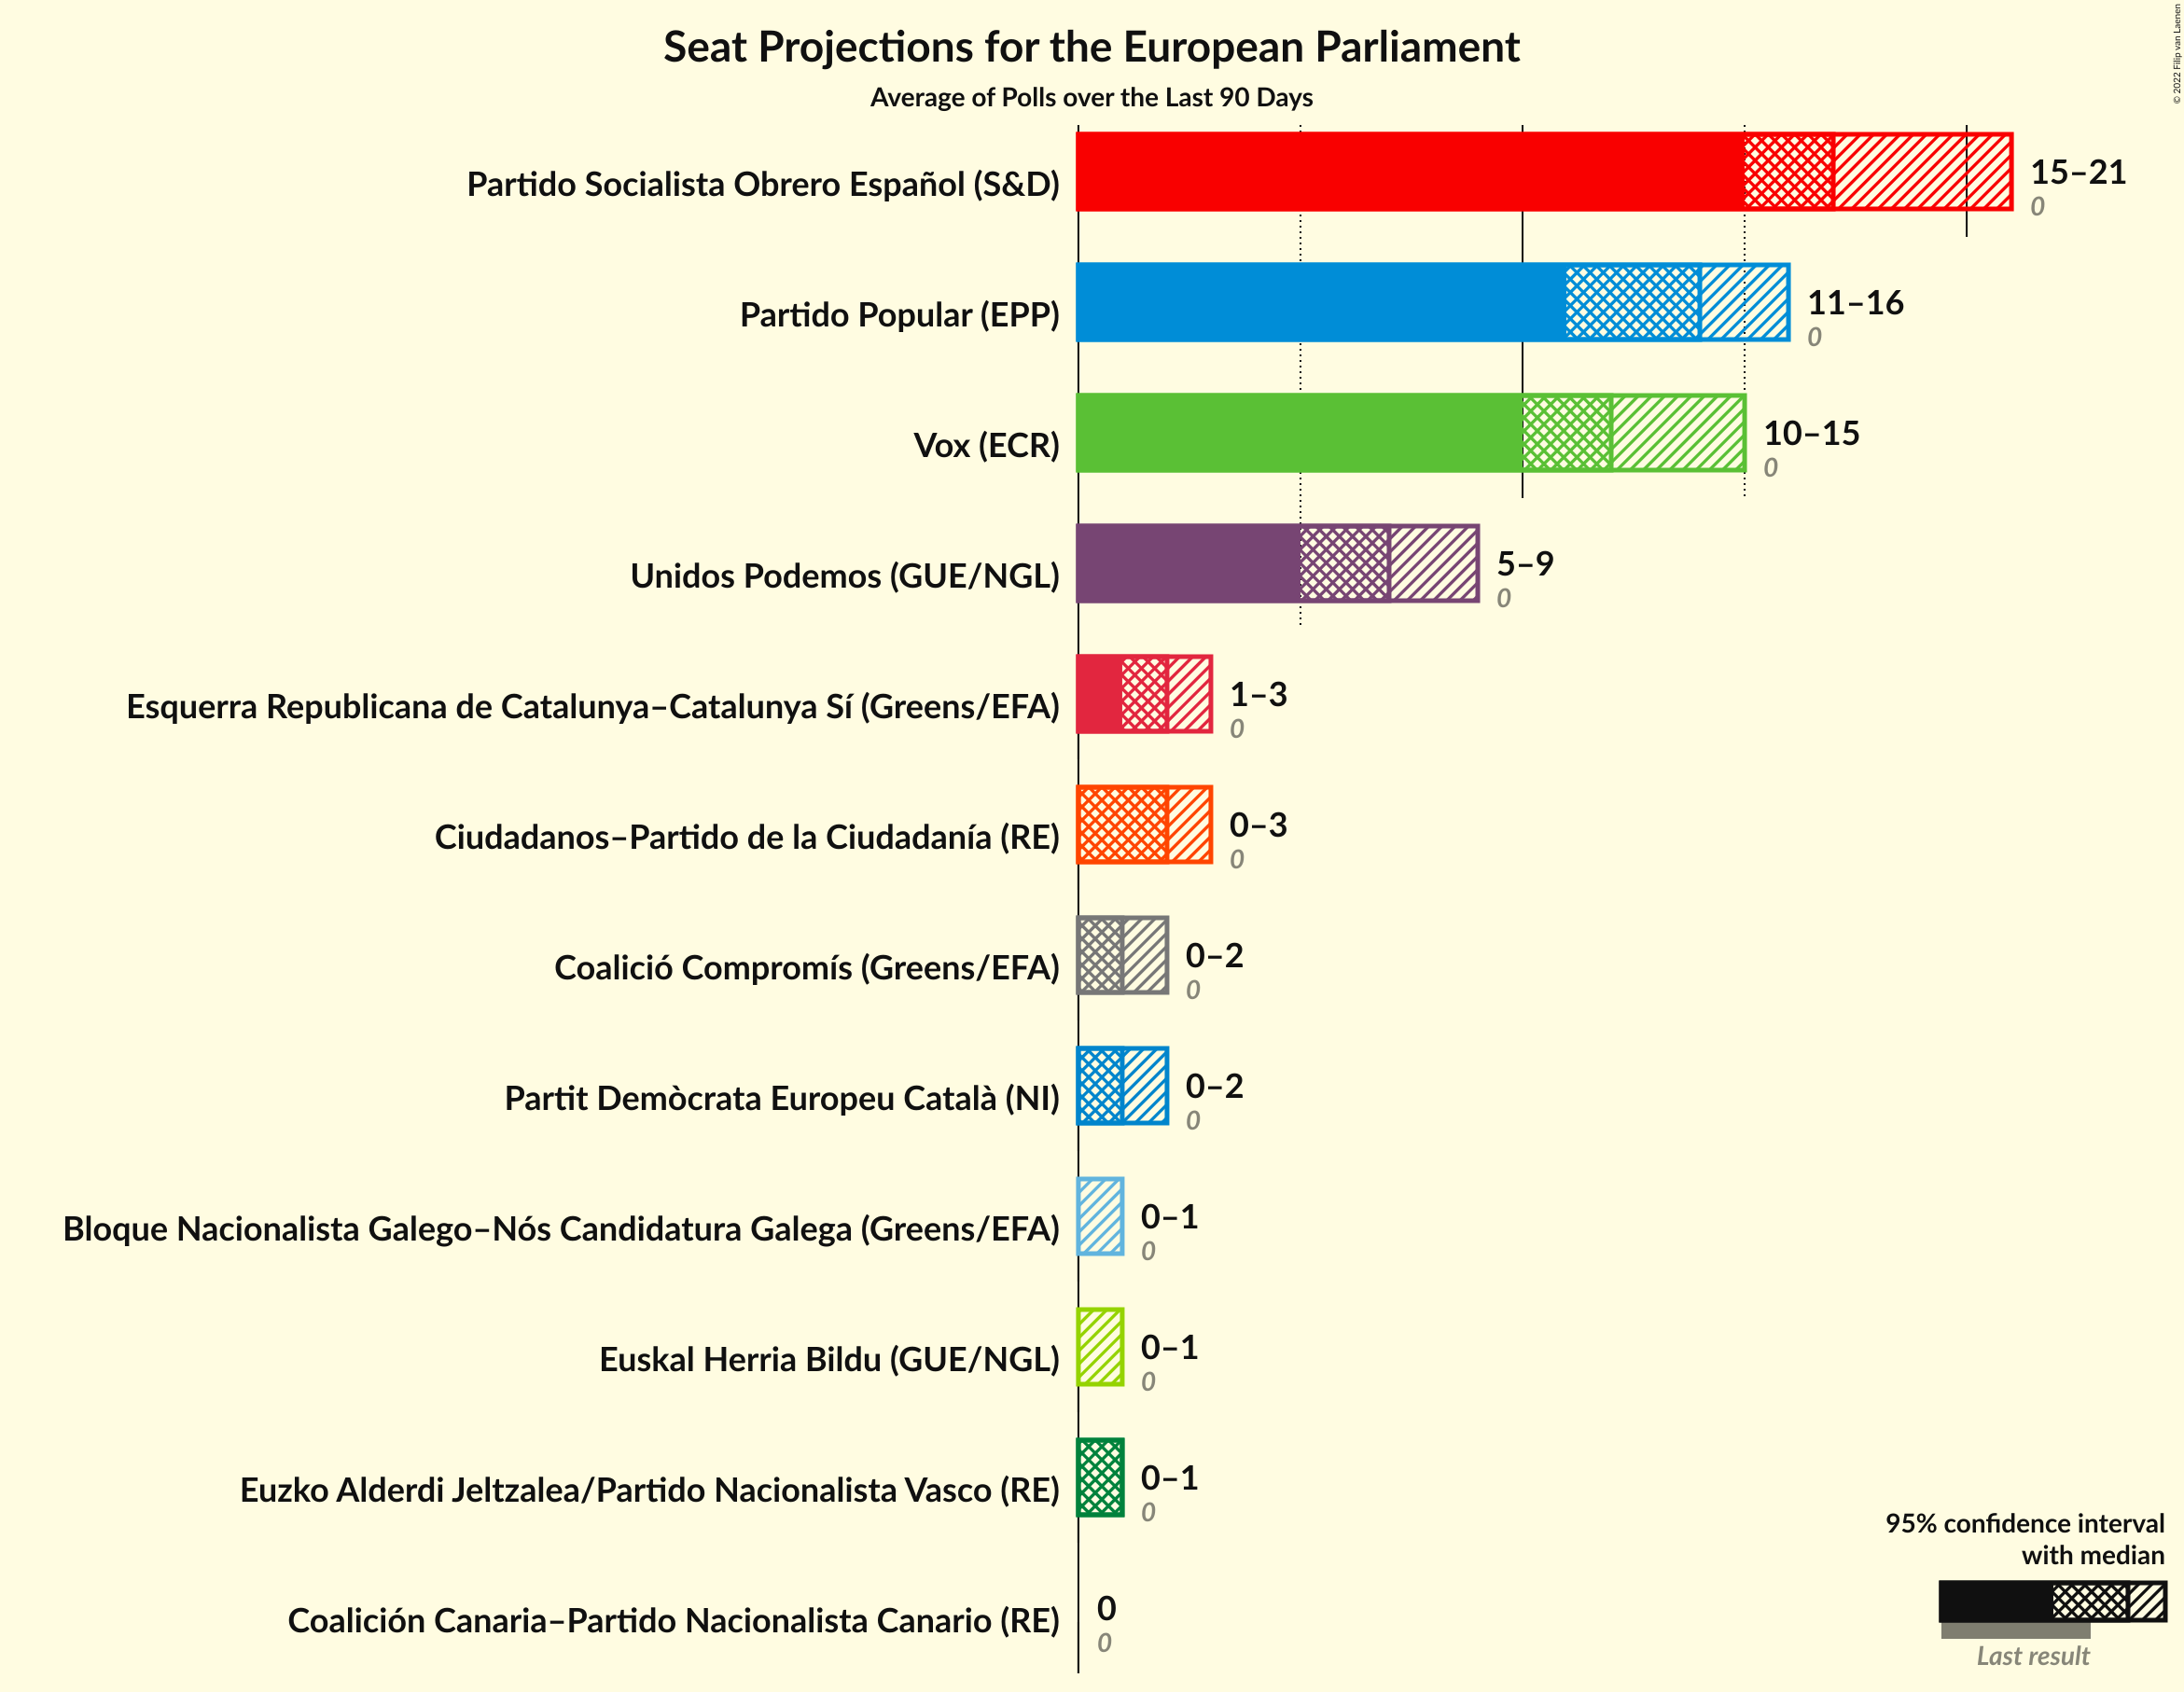 © 2022 Filip van Laenen
Seat Projections for the European Parliament
Average of Polls over the Last 90 Days
Partido Socialista Obrero Español (S&D)
15–21
0
Partido Popular (EPP)
11–16
0
Vox (ECR)
10–15
0
Unidos Podemos (GUE/NGL)
5–9
0
Esquerra Republicana de Catalunya–Catalunya Sí (Greens/EFA)
1–3
0
Ciudadanos–Partido de la Ciudadanía (RE)
0–3
0
Coalició Compromís (Greens/EFA)
0–2
0
Partit Demòcrata Europeu Català (NI)
0–2
0
Bloque Nacionalista Galego–Nós Candidatura Galega (Greens/EFA)
0–1
0
Euskal Herria Bildu (GUE/NGL)
0–1
0
Euzko Alderdi Jeltzalea/Partido Nacionalista Vasco (RE)
0–1
0
Coalición Canaria–Partido Nacionalista Canario (RE)
0
0
95% confidence interval
with median
Last result